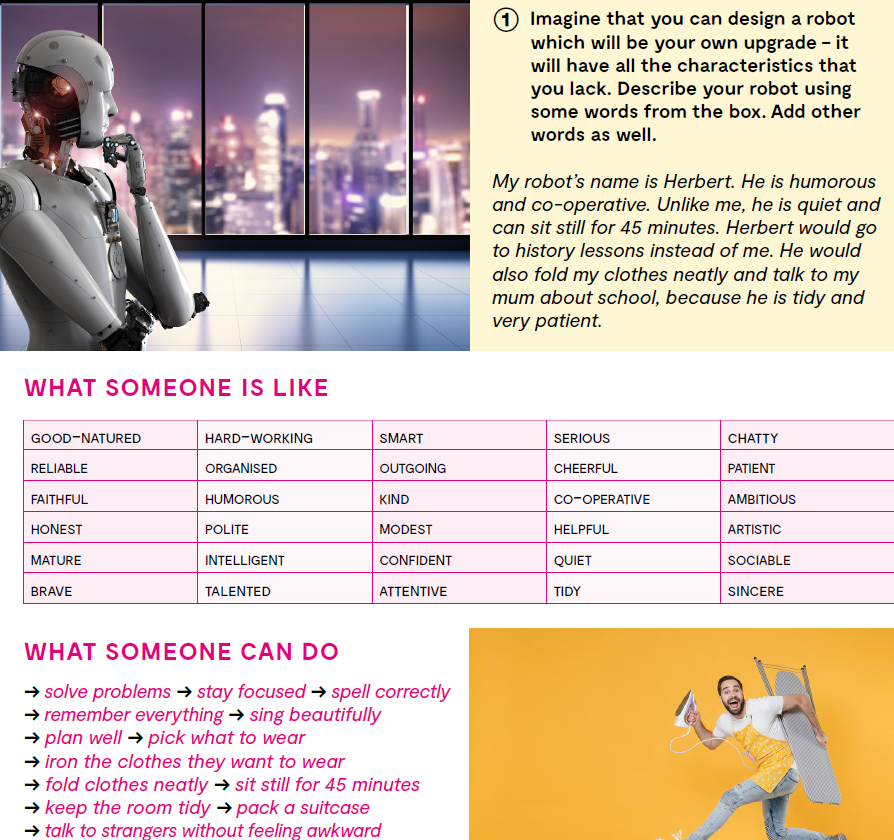 ① Imagine that you can design a robot
which will be your own upgrade – it
will have all the characteristics that
you lack. Describe your robot using
some words from the box. Add other
words as well.
My robot's name is Herbert. He is humorous
and co-operative. Unlike me, he is quiet and
can sit still for 45 minutes. Herbert would go
to history lessons instead of me. He would
also fold my clothes neatly and talk to my
mum about school, because he is tidy and
very patient.
WHAT SOMEONE IS LIKE
GOOD–NATURED HARD–WORKING SMART SERIOUS CHATTY
RELIABLE ORGANISED OUTGOING CHEERFUL PATIENT
FAITHFUL HUMOROUS KIND CO–OPERATIVE AMBITIOUS
HONEST POLITE MODEST HELPFUL ARTISTIC
MATURE INTELLIGENT CONFIDENT QUIET SOCIABLE
BRAVE TALENTED ATTENTIVE TIDY SINCERE
WHAT SOMEONE CAN DO
→ solve problems → stay focused → spell correctly
→ remember everything → sing beautifully
→ plan well → pick what to wear
→ iron the clothes they want to wear
→ fold clothes neatly → sit still for 45 minutes
→ keep the room tidy → pack a suitcase
→ talk to strangers without feeling awkward